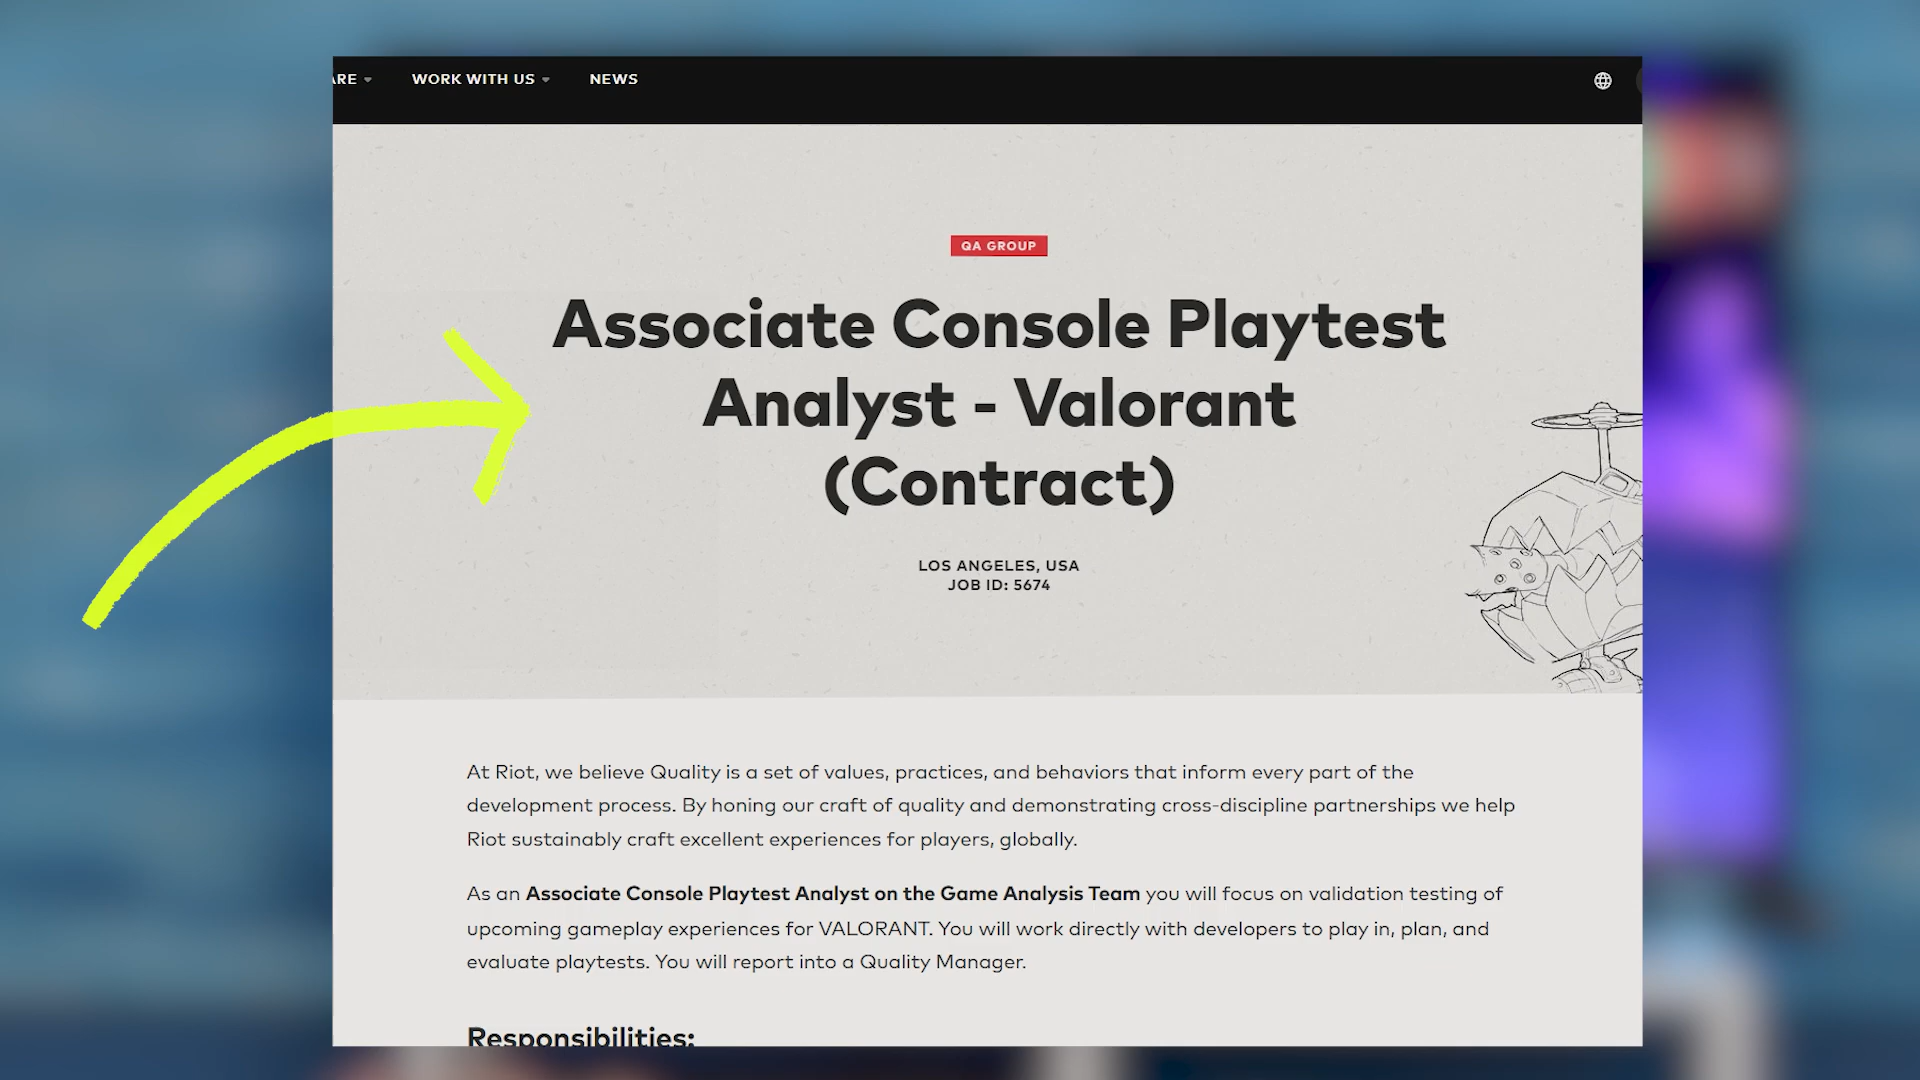 WORK WITH US
NEWS
QA GROUP
Associate Console Playtest
Analyst - Valorant
(Contract)
LOS ANGELES, USA
JOB ID: 5674
At Riot, we believe Quality is a set of values, practices, and behaviors that inform every part of the
development process. By honing our craft of quality and demonstrating cross-discipline partnerships we help
Riot sustainably craft excellent experiences for players, globally.
As an Associate Console Playtest Analyst on the Game Analysis Team you will focus on validation testing of
upcoming gameplay experiences for VALORANT. You will work directly with developers to play in, plan, and
evaluate playtests. You will report into a Quality Manager.
Responsibilities: